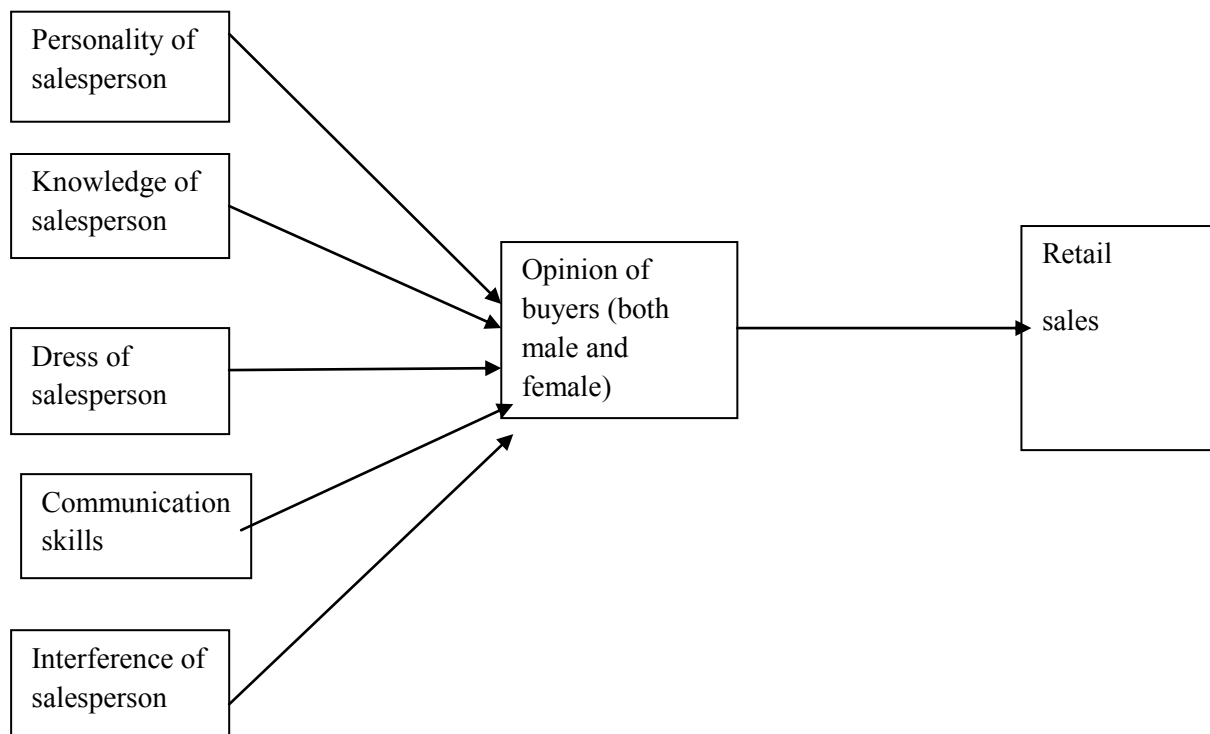 Personality of
salesperson
Knowledge of
salesperson
Dress of
salesperson
Communication
skills
Interference of
salesperson
Opinion of
buyers (both
male and
female)
Retail
sales